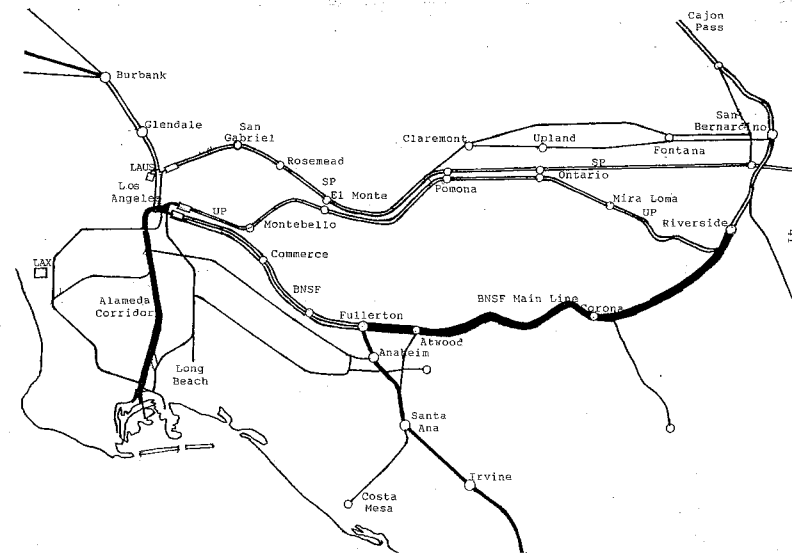 Cajon
Pass
Burbank
Glendale
San
Gabriel
San
Bernardino
Claremont
Upland
Fontana
LAUS
Rosemead
SP
SP
Los
Angeles
El Monte
Pomona
Ontario
UP
Mira Loma
UP
Montebello
Riverside
Commerce
LAX
BNSF
BNSF Main Line
Alameda
Corridor
Fullerton
Corona
Atwood
Anaheim
Long
Beach
Santa
Ana
Irvine
Costa
Mesa